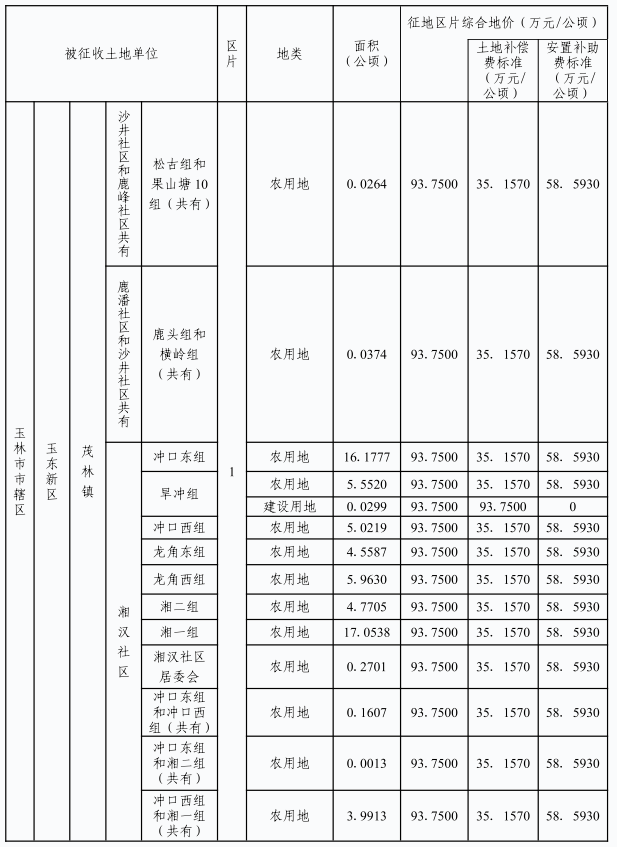 被征收土地单位
区
片
地类
面积
（公顷）
征地区片综合地价（万元/公顷）
土地补偿
费标准
（万元/
公顷）
安置补助
费标准
（万元/
公顷）
玉林市市辖区
玉东新区
茂林镇
沙井社区和鹿峰社区共有
松古组和
果山塘10
组（共有）
1
农用地
0.0264
93.7500
35. 1570
58. 5930
鹿潘社区和沙井社区共有
鹿头组和
横岭组
（共有）
农用地
0.0374
93.7500
35. 1570
58. 5930
湘汉社区
冲口东组
农用地
16.1777
93.7500
35. 1570
58. 5930
旱冲组
农用地
5.5520
93.7500
35. 1570
58. 5930
建设用地
0.0299
93.7500
93.7500
0
冲口西组
农用地
5.0219
93.7500
35. 1570
58. 5930
龙角东组
农用地
4.5587
93.7500
35. 1570
58. 5930
龙角西组
农用地
5.9630
93.7500
35. 1570
58. 5930
湘二组
农用地
4.7705
93.7500
35. 1570
58. 5930
湘一组
农用地
17.0538
93.7500
35. 1570
58. 5930
湘汉社区
居委会
农用地
0.2701
93.7500
35. 1570
58. 5930
冲口东组
和冲口西
组（共有）
农用地
0.1607
93.7500
35. 1570
58. 5930
冲口东组
和湘二组
（共有）
农用地
0.0013
93.7500
35. 1570
58. 5930
冲口西组
和湘一组
（共有）
农用地
3.9913
93.7500
35. 1570
58. 5930